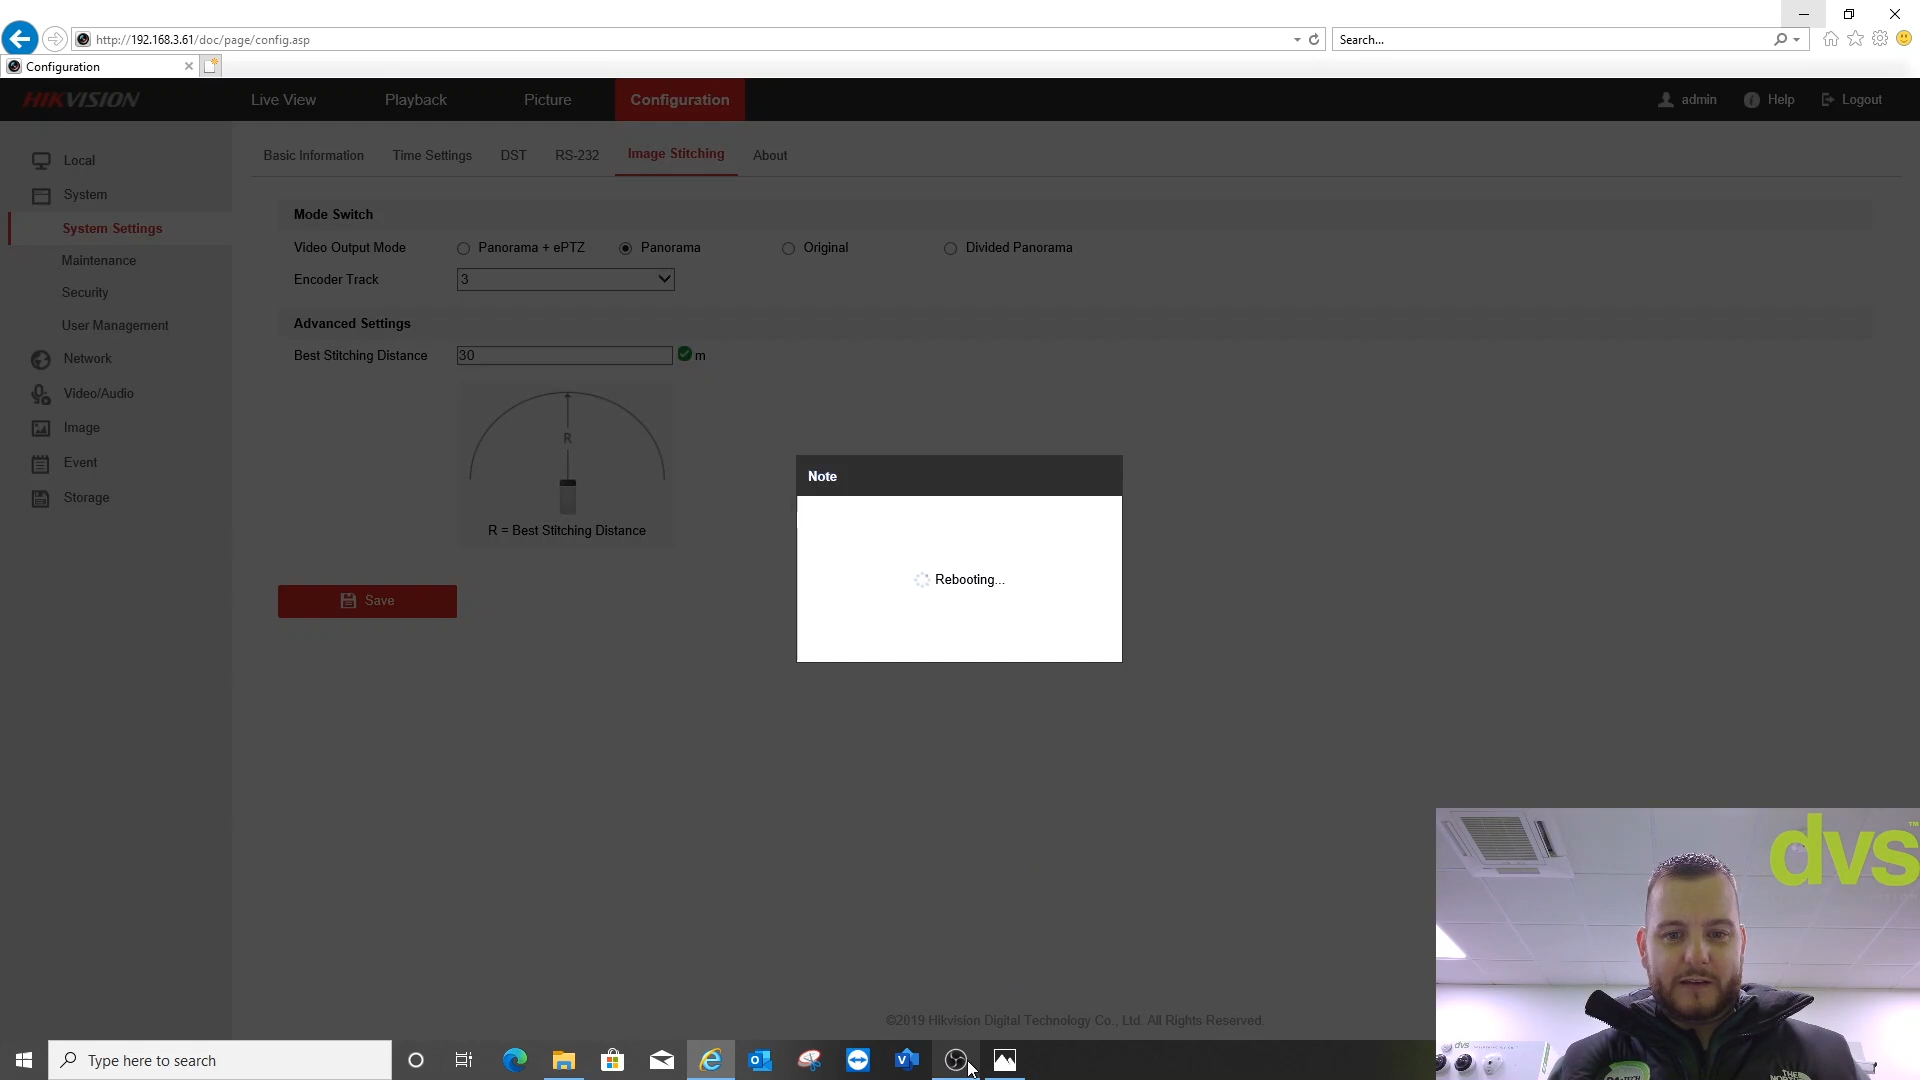 http://192.168.3.61/doc/page/config.asp
Search...
Configuration
HIKVISION
Live View
Playback
Picture
Configuration
admin
Help
Logout
Local
System
System Settings
Maintenance
Security
User Management
Network
Video/Audio
Image
Event
Storage
Basic Information
Time Settings
DST
RS-232
Image Stitching
About
Mode Switch
Video Output Mode
Panorama + ePTZ
Panorama
Original
Divided Panorama
Encoder Track
3
Advanced Settings
Best Stitching Distance
30
m
R
R = Best Stitching Distance
Save
Note
Rebooting...
©2019 Hikvision Digital Technology Co., Ltd. All Rights Reserved.
dvs™
dvs
THE
NORTH
Type here to search